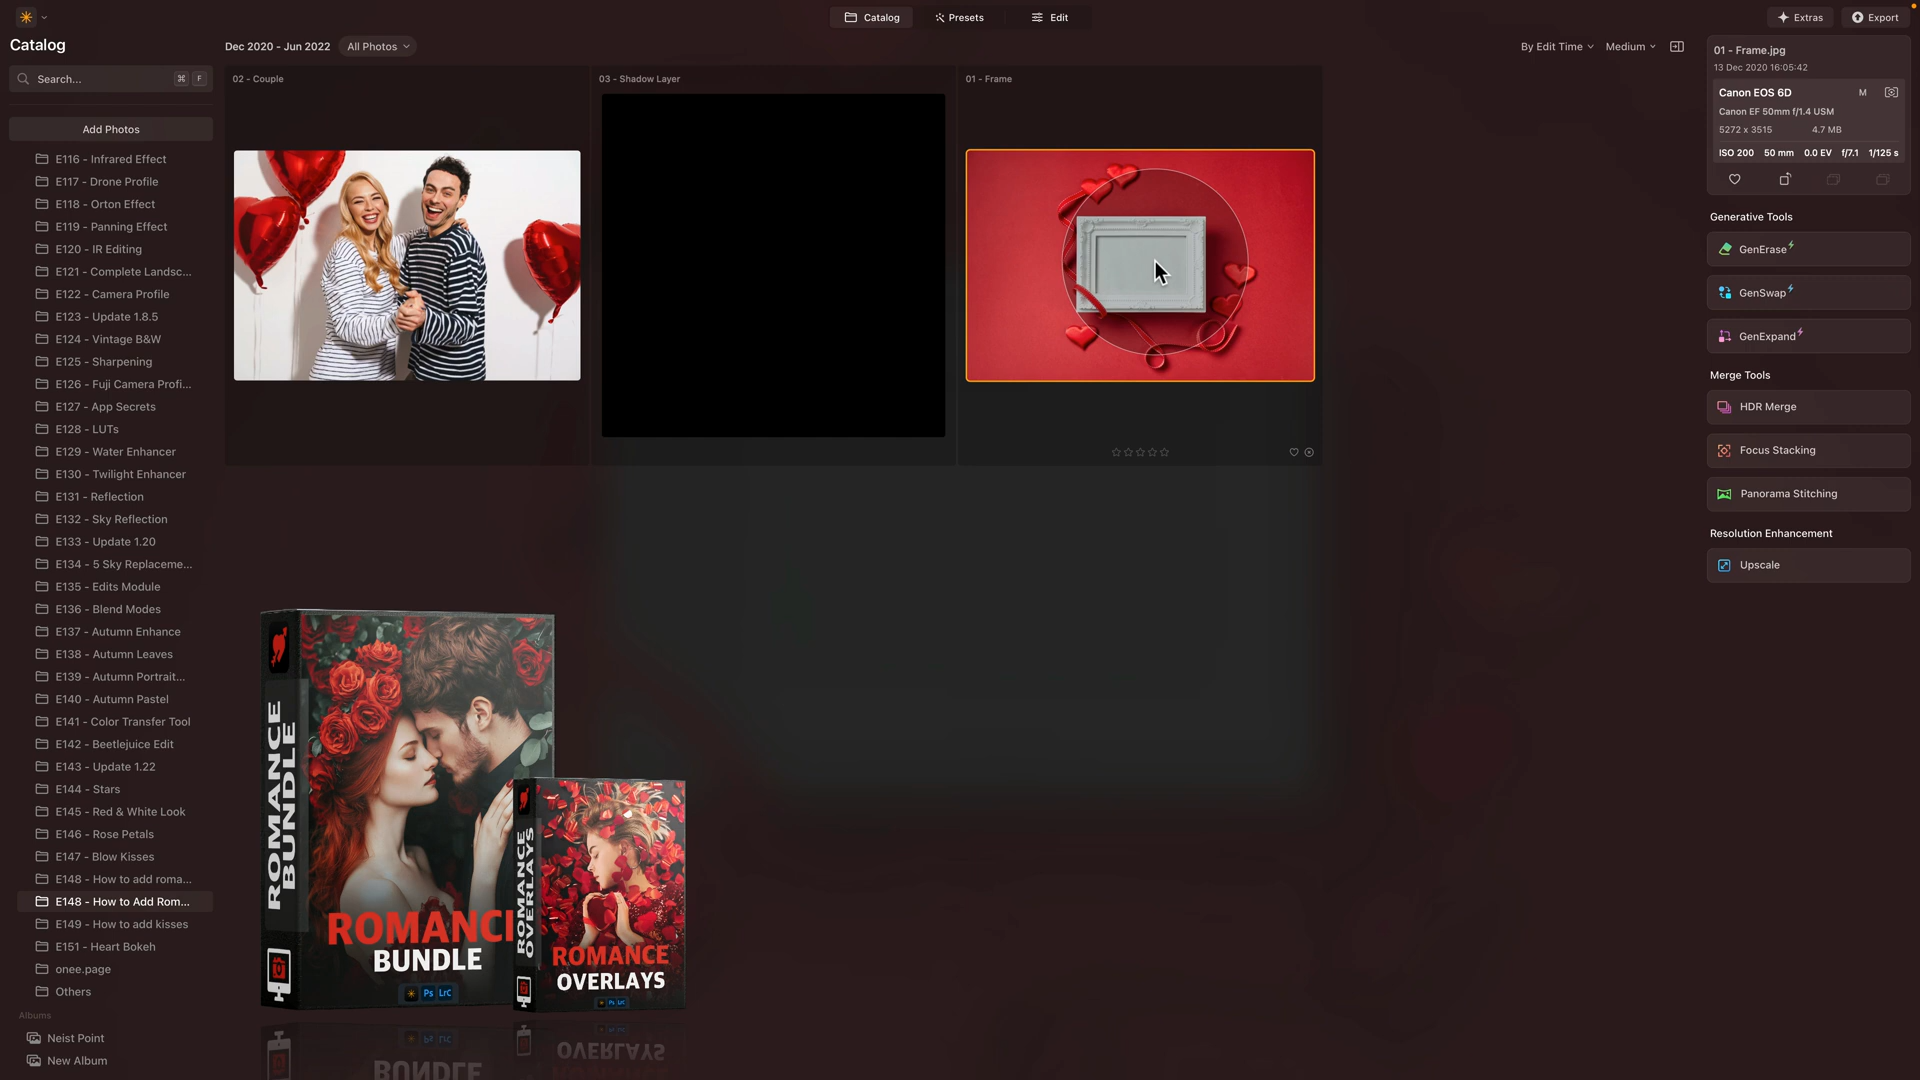 Catalog
Presets
Edit
Extras
Export
Catalog
Dec 2020 - Jun 2022
All Photos
By Edit Time
Medium
Search...
⌘
F
Add Photos
E116 - Infrared Effect
E117 - Drone Profile
E118 - Orton Effect
E119 - Panning Effect
E120 - IR Editing
E121 - Complete Landsc...
E122 - Camera Profile
E123 - Update 1.8.5
E124 - Vintage B&W
E125 - Sharpening
E126 - Fuji Camera Profi...
E127 - App Secrets
E128 - LUTs
E129 - Water Enhancer
E130 - Twilight Enhancer
E131 - Reflection
E132 - Sky Reflection
E133 - Update 1.20
E134 - 5 Sky Replaceme...
E135 - Edits Module
E136 - Blend Modes
E137 - Autumn Enhance
E138 - Autumn Leaves
E139 - Autumn Portrait...
E140 - Autumn Pastel
E141 - Color Transfer Tool
E142 - Beetlejuice Edit
E143 - Update 1.22
E144 - Stars
E145 - Red & White Look
E146 - Rose Petals
E147 - Blow Kisses
E148 - How to add roma...
E148 - How to Add Rom...
E149 - How to add kisses
E151 - Heart Bokeh
onee.page
Others
Albums
Neist Point
New Album
02 - Couple
03 - Shadow Layer
01 - Frame
ROMANCE
BUNDLE
ROMANCE
OVERLAYS
ROMANC
BUNDLE
Ps LrC
ROMANCE
OVERLAYS
Ps LrC
BUNDLE
OVERLAYS
01 - Frame.jpg
13 Dec 2020 16:05:42
Canon EOS 6D
M
Canon EF 50mm f/1.4 USM
5272 x 3515 4.7 MB
ISO 200 50 mm 0.0 EV f/7.1 1/125 s
Generative Tools
GenErase
GenSwap
GenExpand
Merge Tools
HDR Merge
Focus Stacking
Panorama Stitching
Resolution Enhancement
Upscale